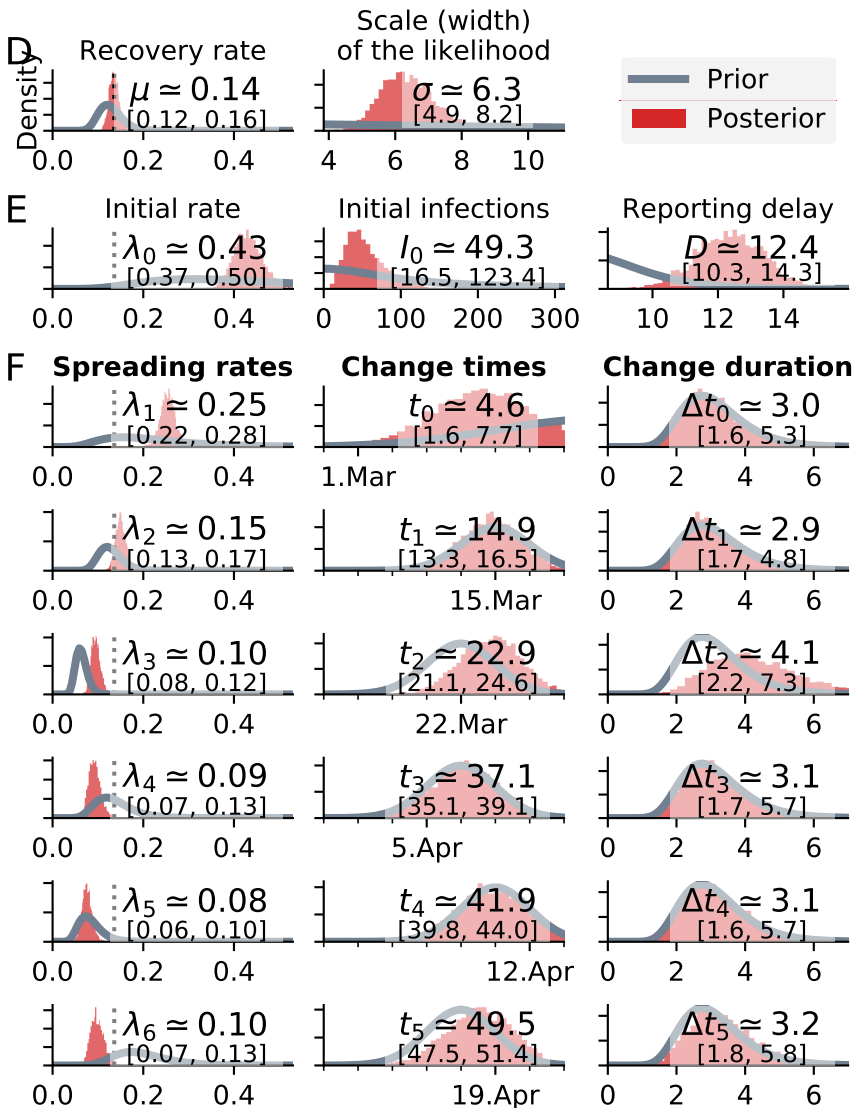 D
Recovery rate
Scale (width)
of the likelihood
Density
μ ≃ 0.14
[0.12, 0.16]
σ ≃ 6.3
[4.9, 8.2]
Prior
Posterior
0.0 0.2 0.4
4 6 8 10
E
Initial rate
Initial infections
Reporting delay
λ0 ≃ 0.43
[0.37, 0.50]
I0 ≃ 49.3
[16.5, 123.4]
D ≃ 12.4
[10.3, 14.3]
0.0 0.2 0.4
0 100 200 300
10 12 14
F
Spreading rates
Change times
Change duration
λ1 ≃ 0.25
[0.22, 0.28]
t0 ≃ 4.6
[1.6, 7.7]
Δt0 ≃ 3.0
[1.6, 5.3]
0.0 0.2 0.4
1.Mar
0 2 4 6
λ2 ≃ 0.15
[0.13, 0.17]
t1 ≃ 14.9
[13.3, 16.5]
Δt1 ≃ 2.9
[1.7, 4.8]
0.0 0.2 0.4
15.Mar
0 2 4 6
λ3 ≃ 0.10
[0.08, 0.12]
t2 ≃ 22.9
[21.1, 24.6]
Δt2 ≃ 4.1
[2.2, 7.3]
0.0 0.2 0.4
22.Mar
0 2 4 6
λ4 ≃ 0.09
[0.07, 0.13]
t3 ≃ 37.1
[35.1, 39.1]
Δt3 ≃ 3.1
[1.7, 5.7]
0.0 0.2 0.4
5.Apr
0 2 4 6
λ5 ≃ 0.08
[0.06, 0.10]
t4 ≃ 41.9
[39.8, 44.0]
Δt4 ≃ 3.1
[1.6, 5.7]
0.0 0.2 0.4
12.Apr
0 2 4 6
λ6 ≃ 0.10
[0.07, 0.13]
t5 ≃ 49.5
[47.5, 51.4]
Δt5 ≃ 3.2
[1.8, 5.8]
0.0 0.2 0.4
19.Apr
0 2 4 6